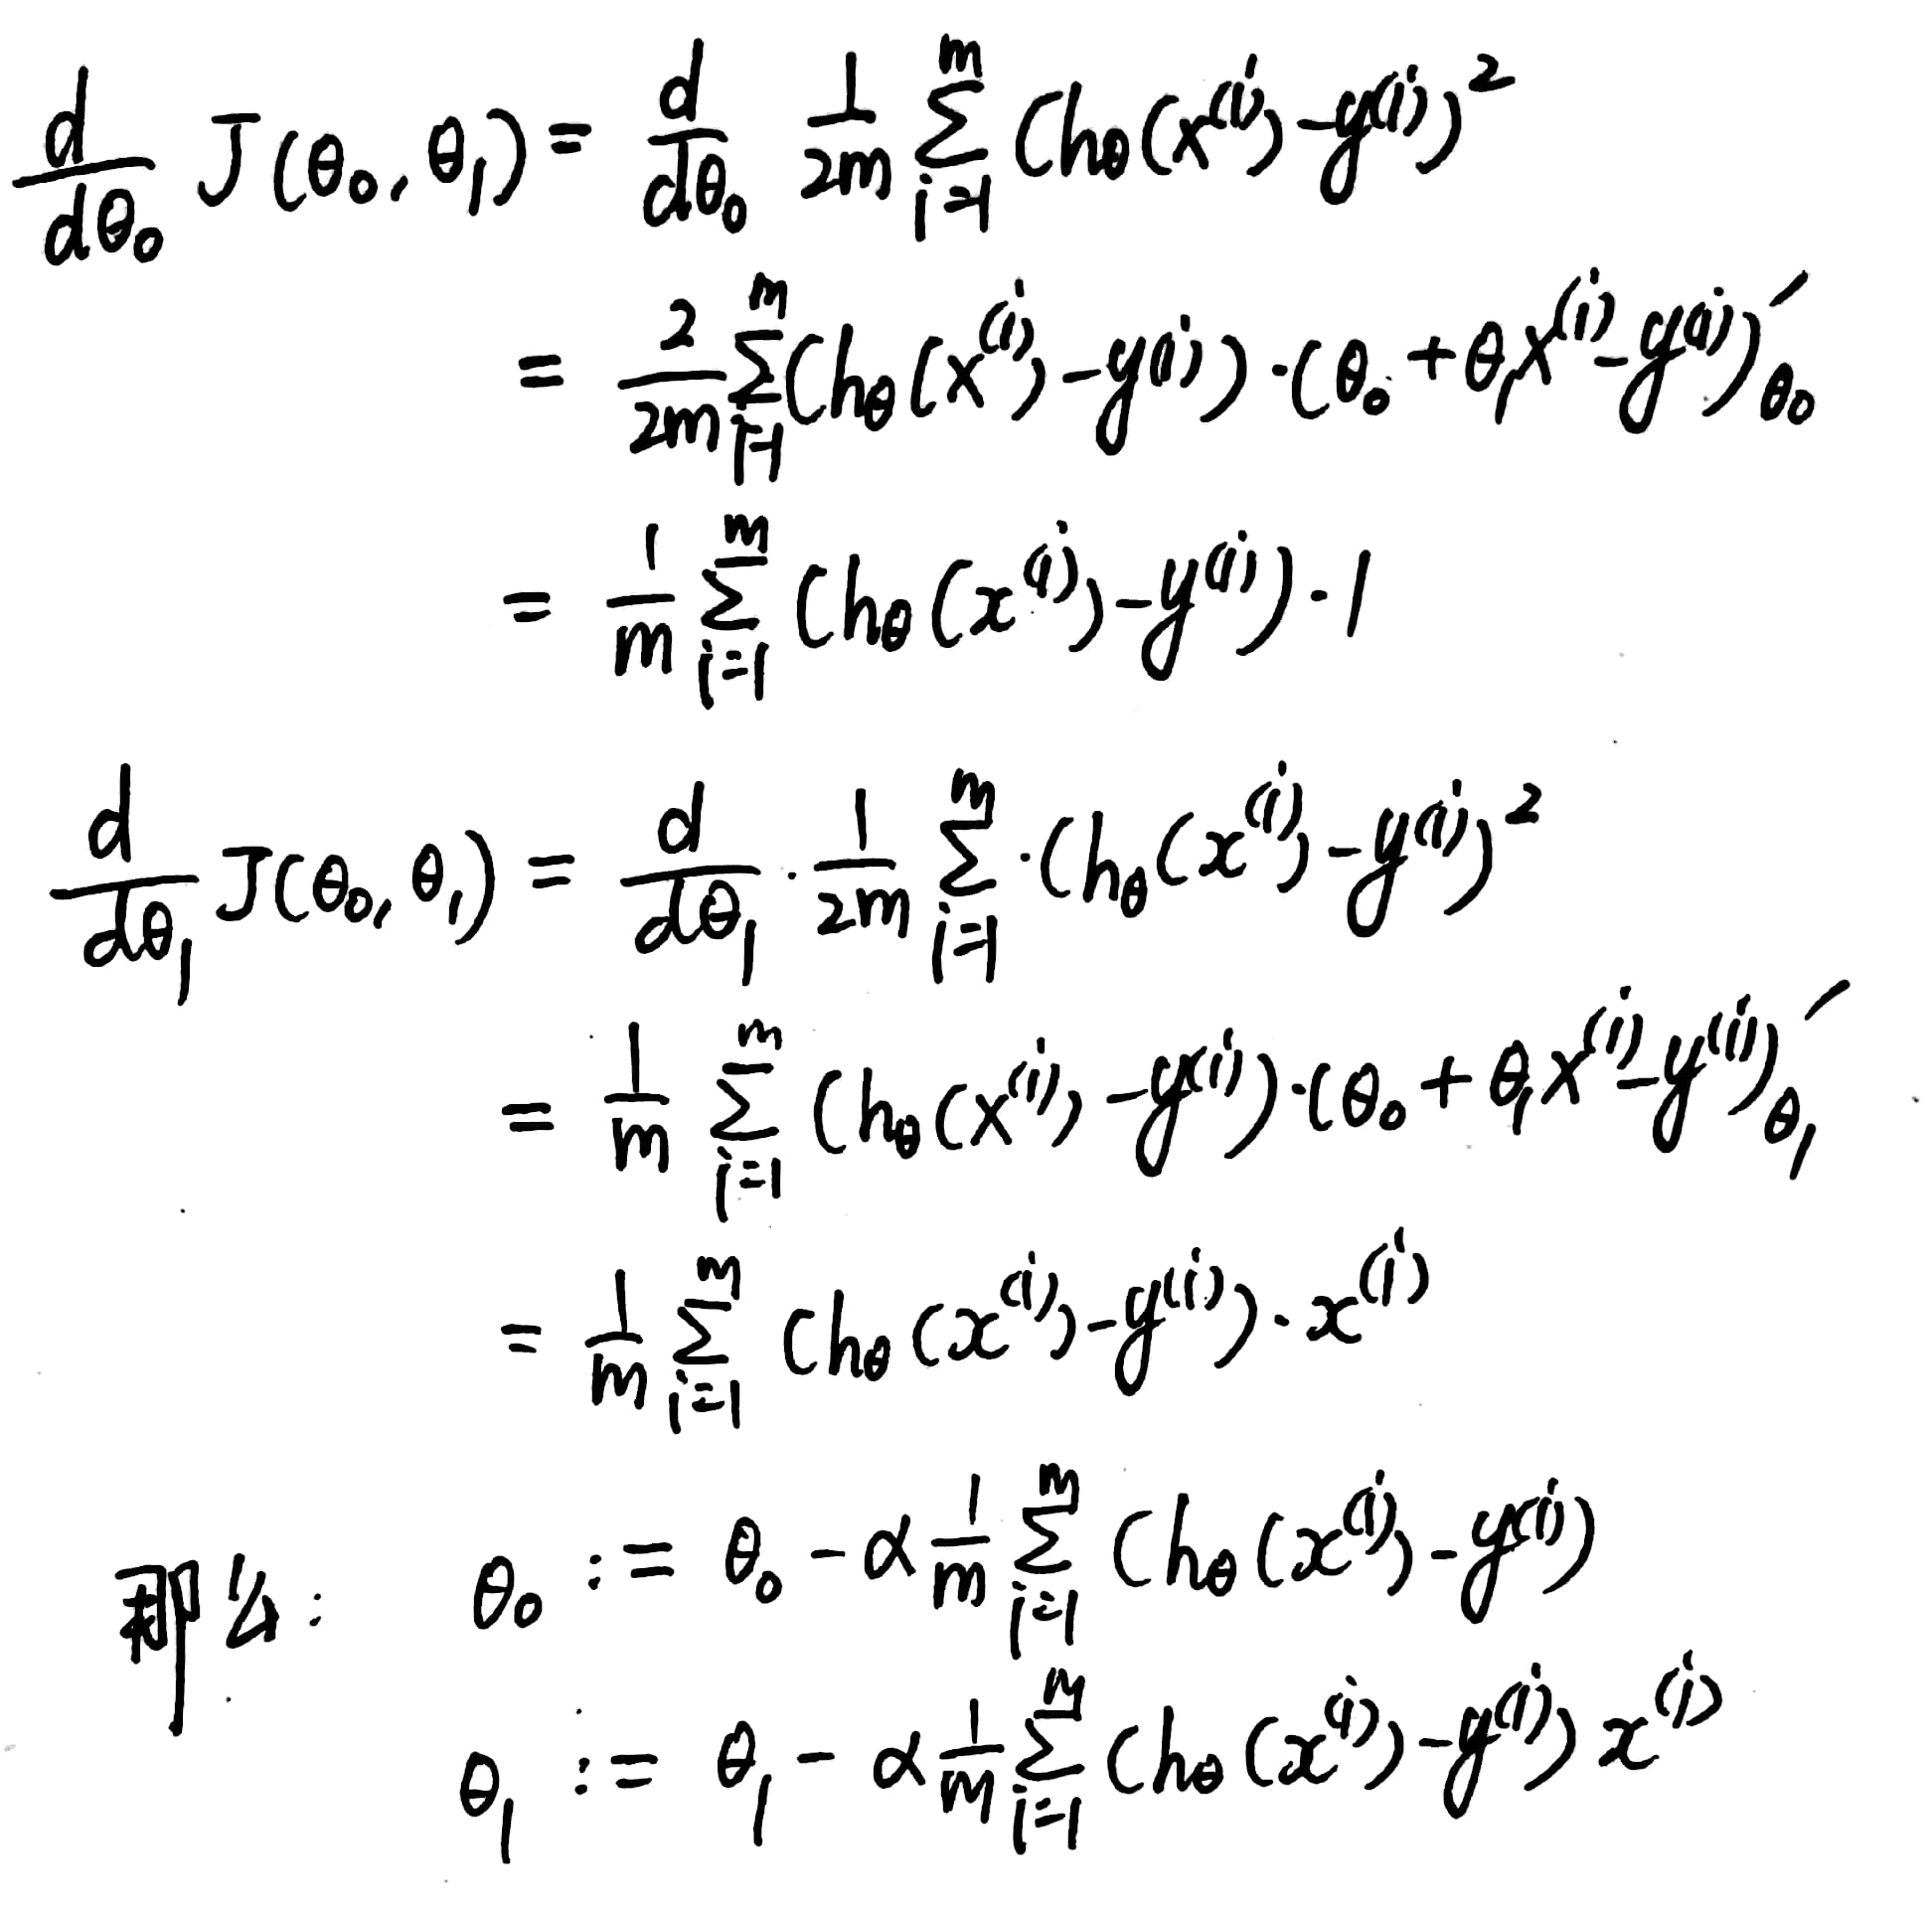 $\frac{d}{d\theta_0} J(\theta_0, \theta_1) = \frac{d}{d\theta_0} \frac{1}{2m} \sum_{i=1}^{m} (h_\theta(x^{(i)}) - y^{(i)})^2$
$= \frac{2}{2m} \sum_{i=1}^{m} (h_\theta(x^{(i)}) - y^{(i)}) \cdot (\theta_0 + \theta_1 x^{(i)} - y^{(i)})'_{\theta_0}$
$= \frac{1}{m} \sum_{i=1}^{m} (h_\theta(x^{(i)}) - y^{(i)}) \cdot 1$
$\frac{d}{d\theta_1} J(\theta_0, \theta_1) = \frac{d}{d\theta_1} \cdot \frac{1}{2m} \sum_{i=1}^{m} \cdot (h_\theta(x^{(i)}) - y^{(i)})^2$
$= \frac{1}{m} \sum_{i=1}^{m} (h_\theta(x^{(i)}) - y^{(i)}) \cdot (\theta_0 + \theta_1 x^{(i)} - y^{(i)})'_{\theta_1}$
$= \frac{1}{m} \sum_{i=1}^{m} (h_\theta(x^{(i)}) - y^{(i)}) \cdot x^{(i)}$
那么: $\theta_0 := \theta_0 - \alpha \frac{1}{m} \sum_{i=1}^{m} (h_\theta(x^{(i)}) - y^{(i)})$
$\theta_1 := \theta_1 - \alpha \frac{1}{m} \sum_{i=1}^{m} (h_\theta(x^{(i)}) - y^{(i)}) x^{(i)}$